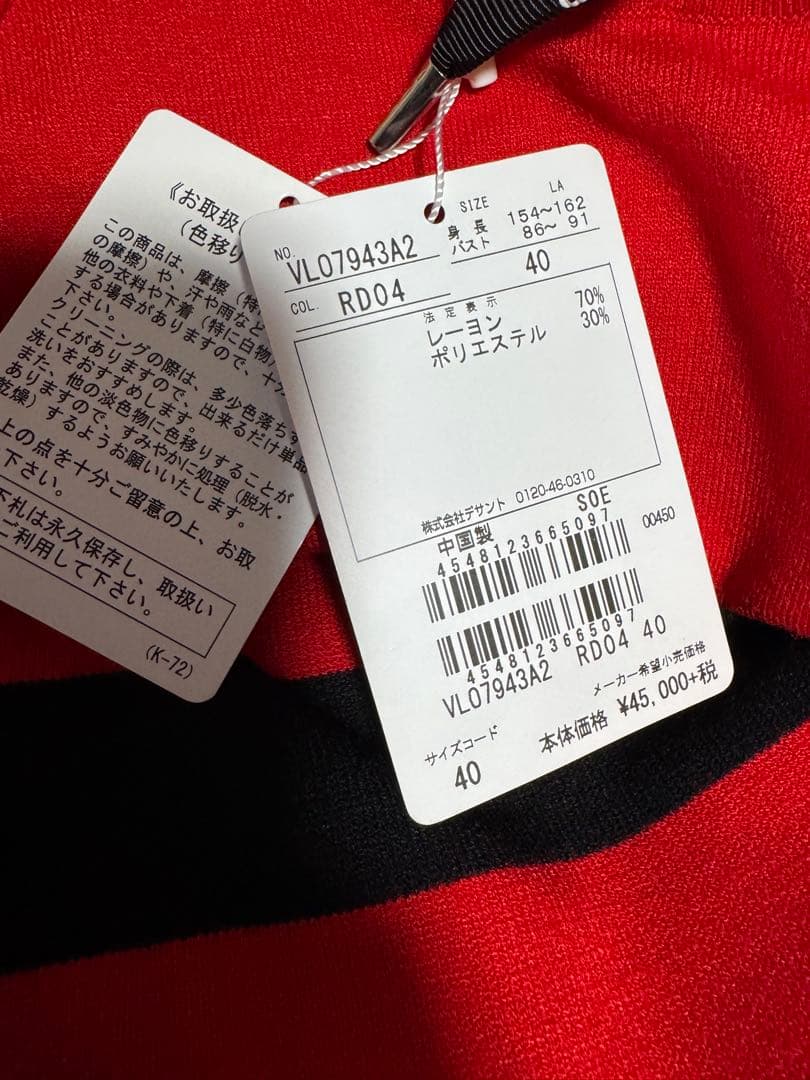 《お取扱
（色移り
この商品は、摩擦（特
の摩擦）や、汗や雨など
他の衣料や下着（特に白物
する場合がありますので、十分
下さい。
クリーニングの際は、多少色落ちす
ことがありますので、出来るだけ単品
洗いをおすすめします。
また、他の淡色物に色移りすることが
ありますので、すみやかに処理（脱水・
乾燥）するようお願いいたします。
上の点を十分ご留意の上、お取
下さい。
下札は永久保存し、取扱い
ご利用して下さい。
(K-72)
NO. VL07943A2
COL. RD04
SIZE LA
身長 154～162
バスト 86～ 91
40
法定表示
レーヨン 70%
ポリエステル 30%
株式会社デサント 0120-46-0310
中国製 SOE
00450
4548123665097
4548123665097
VL07943A2 RD04 40
メーカー希望小売価格
本体価格 ¥45,000+税
サイズコード
40